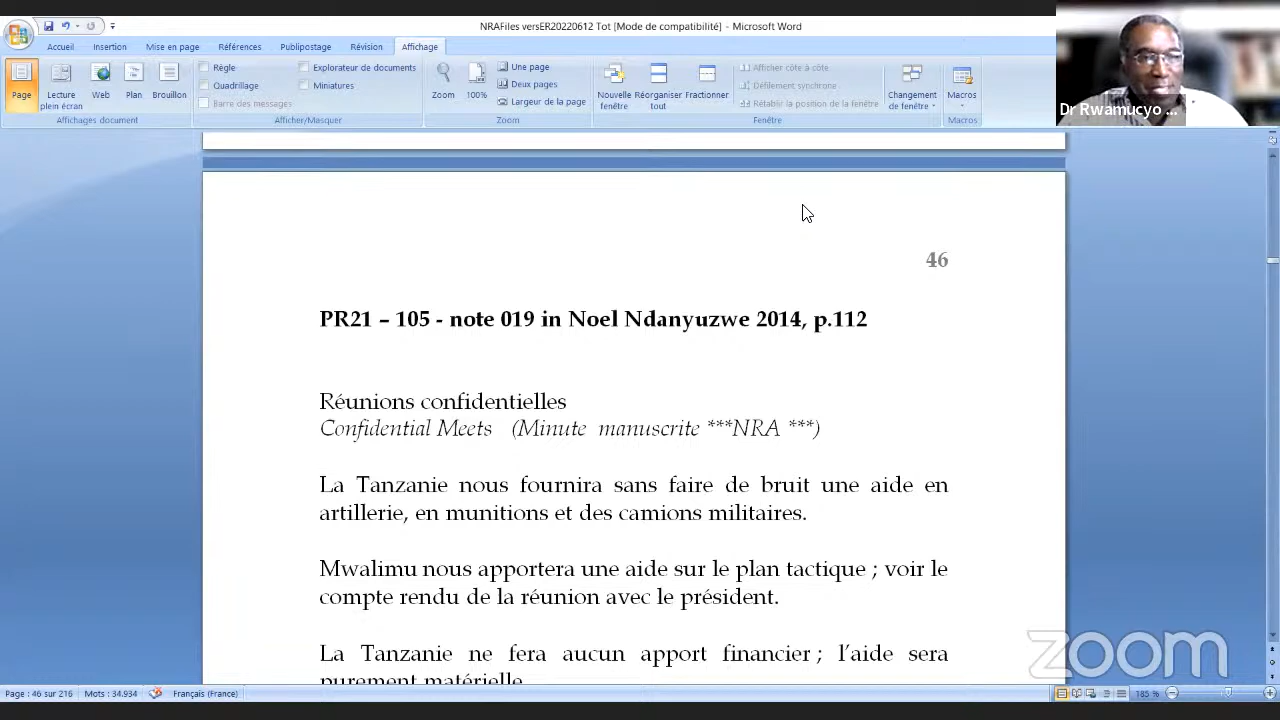 NRAFiles versER20220612 Tot [Mode de compatibilité] - Microsoft Word
Accueil Insertion Mise en page Références Publipostage Révision Affichage
Page
Lecture plein écran
Web
Plan
Brouillon
Affichages document
Règle
Quadrillage
Barre des messages
Explorateur de documents
Miniatures
Afficher/Masquer
Zoom
100%
Une page
Deux pages
Largeur de la page
Zoom
Nouvelle fenêtre
Réorganiser tout
Fractionner
Afficher côte à côte
Défilement synchrone
Rétablir la position de la fenêtre
Changement de fenêtre
Fenêtre
Macros
Macros
Dr Rwamucyo ...
46
PR21 – 105 - note 019 in Noel Ndanyuzwe 2014, p.112
Réunions confidentielles
Confidential Meets (Minute manuscrite ***NRA ***)
La Tanzanie nous fournira sans faire de bruit une aide en
artillerie, en munitions et des camions militaires.
Mwalimu nous apportera une aide sur le plan tactique ; voir le
compte rendu de la réunion avec le président.
La Tanzanie ne fera aucun apport financier ; l'aide sera
purement matérielle
zoom
Page : 46 sur 216 Mots : 34.934 Français (France) 185 %